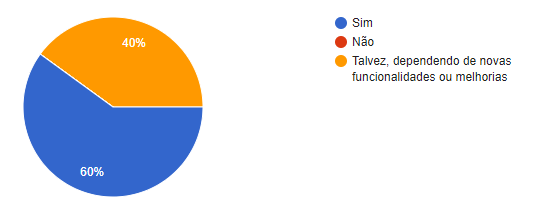 40%
60%
Sim
Não
Talvez, dependendo de novas
funcionalidades ou melhorias